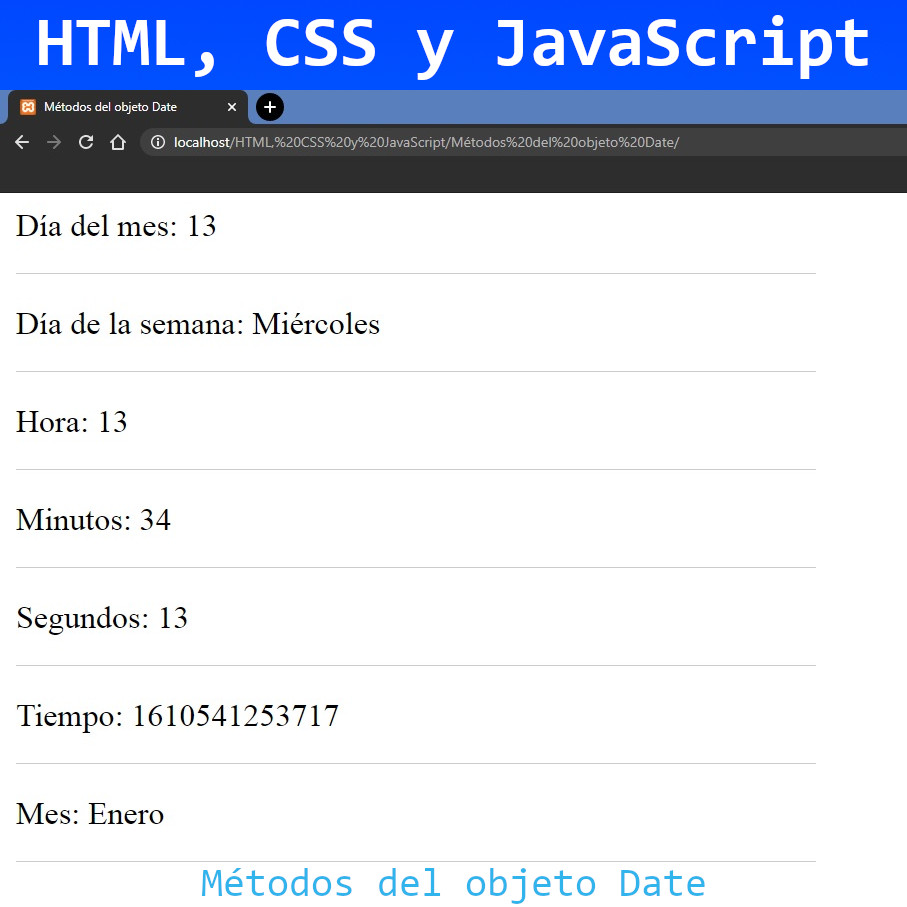 HTML, CSS y JavaScript
Métodos del objeto Date
localhost/HTML,%20CSS%20y%20JavaScript/Métodos%20del%20objeto%20Date/
Día del mes: 13
Día de la semana: Miércoles
Hora: 13
Minutos: 34
Segundos: 13
Tiempo: 1610541253717
Mes: Enero
Métodos del objeto Date